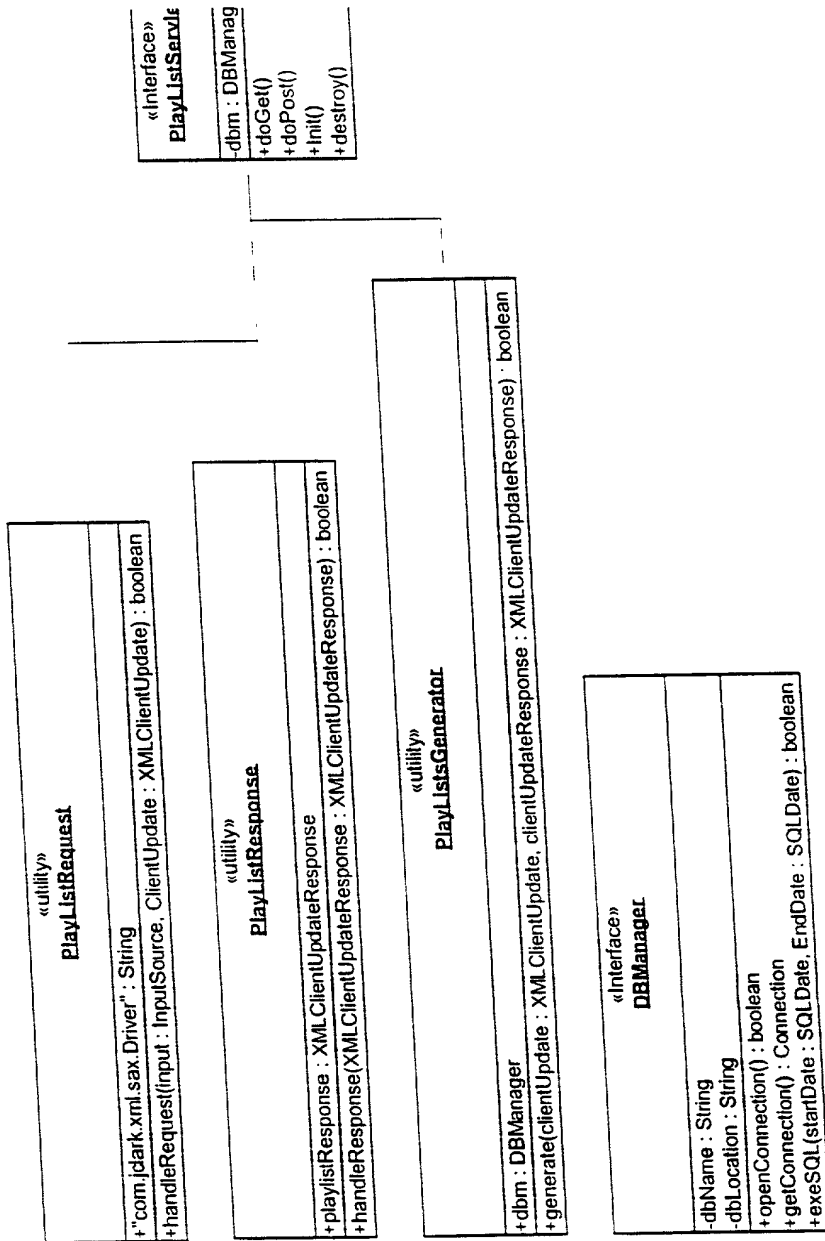 «utility»
PlayListRequest
+"com.jdark.xml.sax.Driver" : String
+handleRequest(input : InputSource, ClientUpdate : XMLClientUpdate) : boolean
«utility»
PlayListResponse
+playlistResponse : XMLClientUpdateResponse
+handleResponse(XMLClientUpdateResponse : XMLClientUpdateResponse) : boolean
«utility»
PlayListsGenerator
+dbm : DBManager
+generate(clientUpdate : XMLClientUpdate, clientUpdateResponse : XMLClientUpdateResponse) : boolean
«Interface»
DBManager
-dbName : String
-dbLocation : String
+openConnection() : boolean
+getConnection() : Connection
+exeSQL(startDate : SQLDate, EndDate : SQLDate) : boolean
«Interface»
PlayListServle
-dbm : DBManag
+doGet()
+doPost()
+Init()
+destroy()